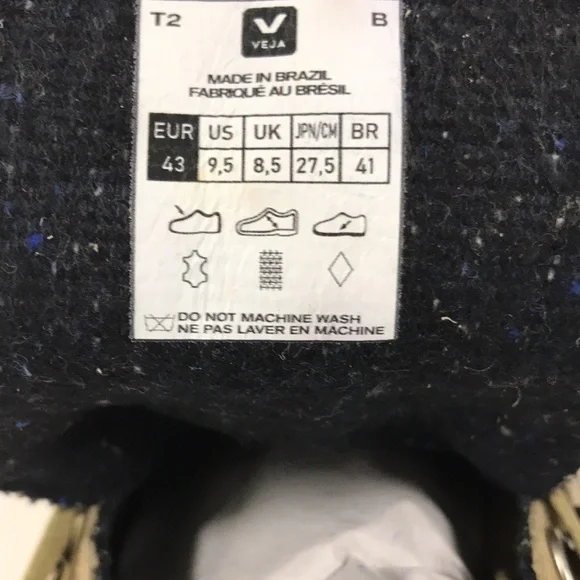 T2 V B
VEJA
MADE IN BRAZIL
FABRIQUÉ AU BRÉSIL
EUR US UK JPN/CM BR
43 9,5 8,5 27,5 41
DO NOT MACHINE WASH
NE PAS LAVER EN MACHINE